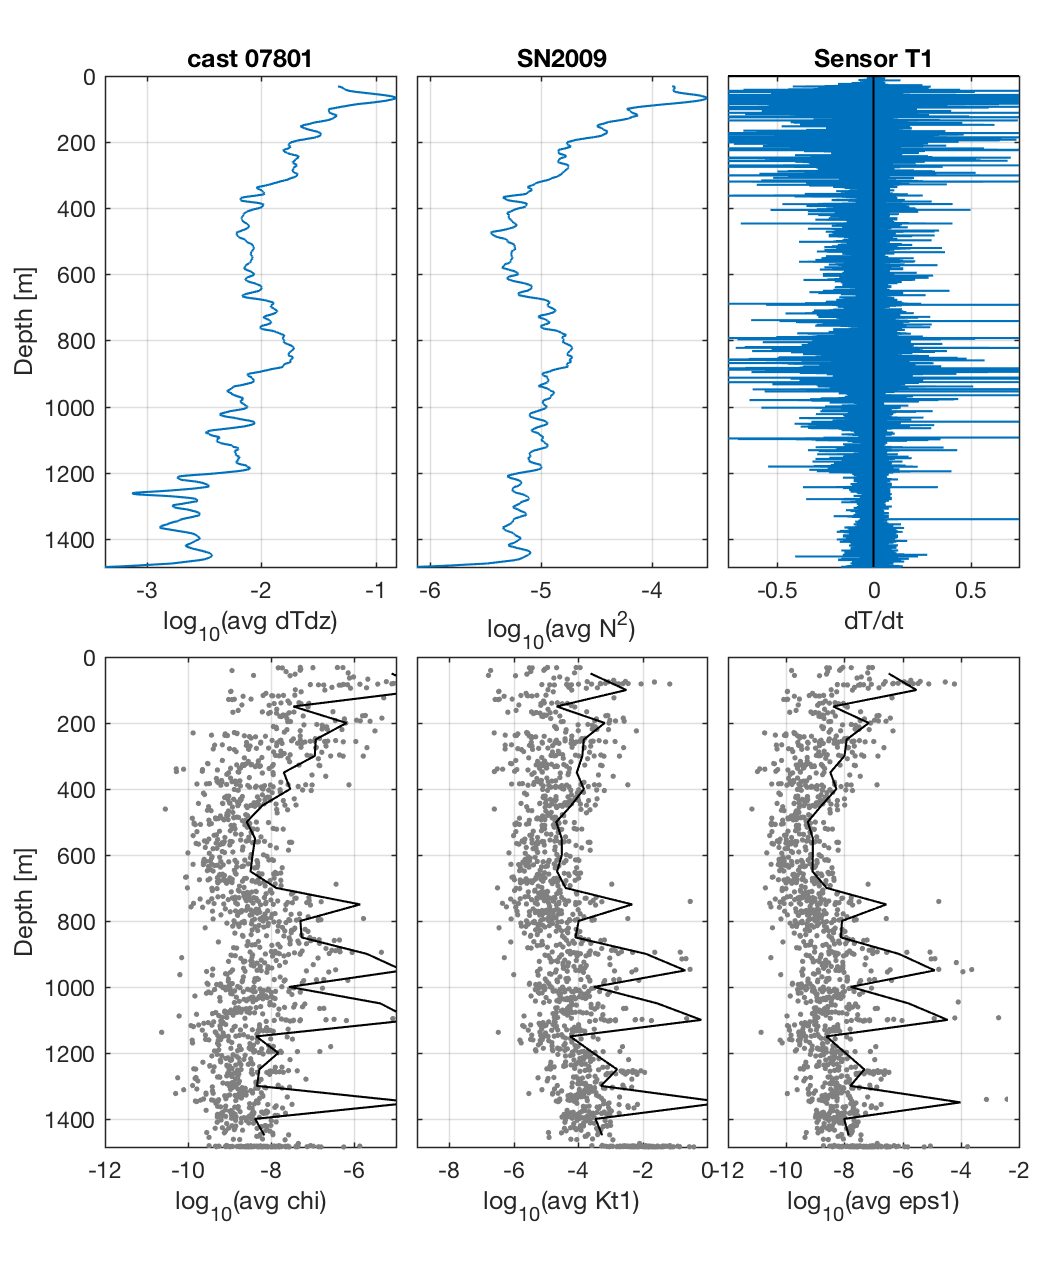 cast 07801 SN2009 Sensor T1
0
200
400
600
800
1000
1200
1400
Depth [m]
-3 -2 -1 -6 -5 -4 -0.5 0 0.5
log10(avg dTdz) log10(avg N2) dT/dt
0
200
400
600
800
1000
1200
1400
Depth [m]
-12 -10 -8 -6 -8 -6 -4 -2 0 -12 -10 -8 -6 -4 -2
log10(avg chi) log10(avg Kt1) log10(avg eps1)